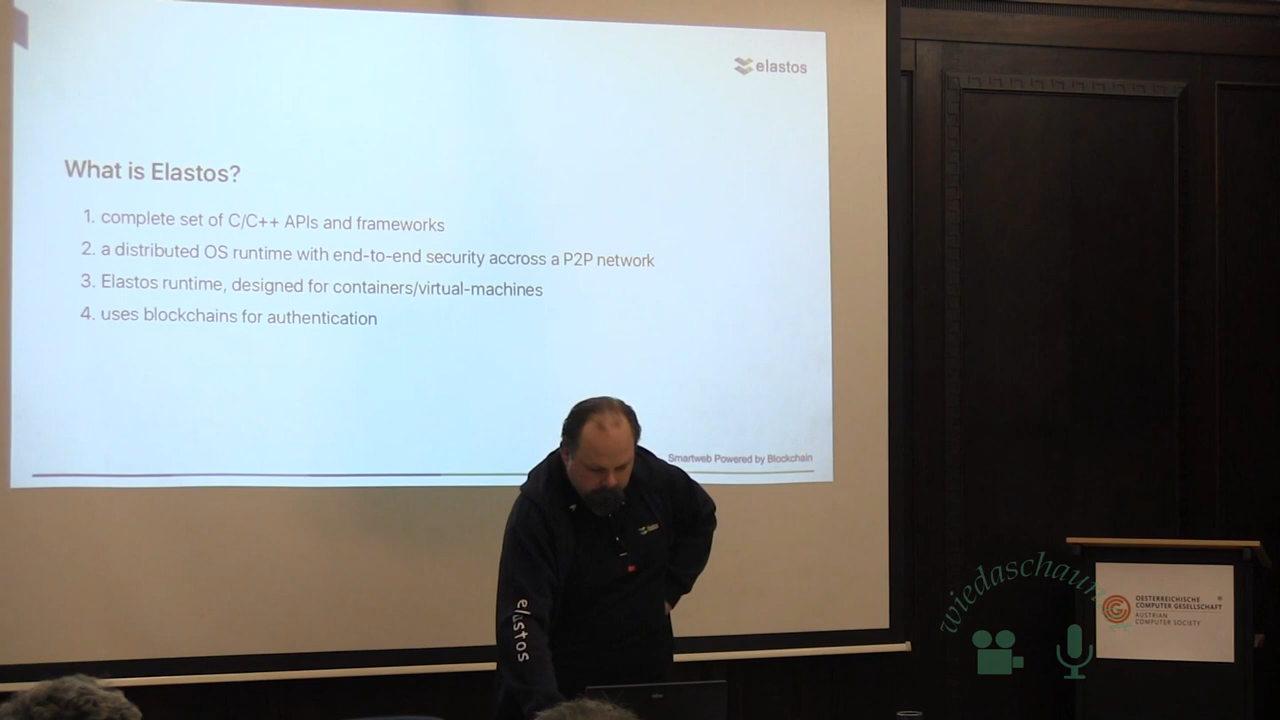 elastos
What is Elastos?
1. complete set of C/C++ APIs and frameworks
2. a distributed OS runtime with end-to-end security accross a P2P network
3. Elastos runtime, designed for containers/virtual-machines
4. uses blockchains for authentication
Smartweb Powered by Blockchain
elastos
wiedaschaun
OESTERREICHISCHE ®
COMPUTER GESELLSCHAFT
AUSTRIAN
COMPUTER SOCIETY